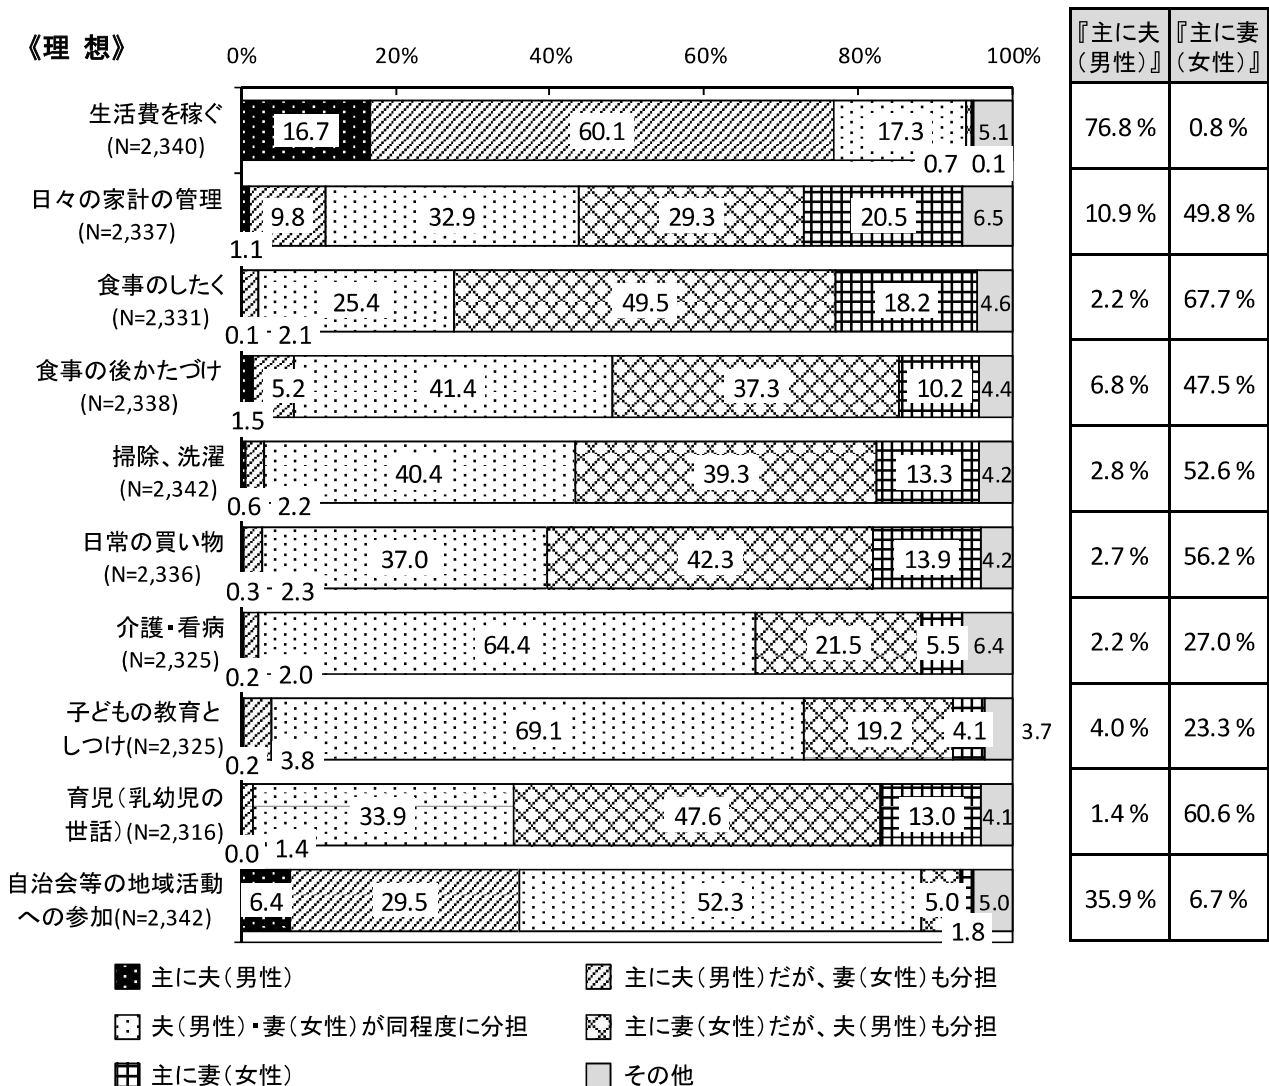 《理 想》
0% 20% 40% 60% 80% 100%
『主に夫
(男性)』
『主に妻
(女性)』
生活費を稼ぐ
(N=2,340)
16.7 60.1 17.3 0.7 0.1 5.1
76.8 % 0.8 %
日々の家計の管理
(N=2,337)
1.1 9.8 32.9 29.3 20.5 6.5
10.9 % 49.8 %
食事のしたく
(N=2,331)
0.1 2.1 25.4 49.5 18.2 4.6
2.2 % 67.7 %
食事の後かたづけ
(N=2,338)
1.5 5.2 41.4 37.3 10.2 4.4
6.8 % 47.5 %
掃除、洗濯
(N=2,342)
0.6 2.2 40.4 39.3 13.3 4.2
2.8 % 52.6 %
日常の買い物
(N=2,336)
0.3 2.3 37.0 42.3 13.9 4.2
2.7 % 56.2 %
介護・看病
(N=2,325)
0.2 2.0 64.4 21.5 5.5 6.4
2.2 % 27.0 %
子どもの教育と
しつけ(N=2,325)
0.2 3.8 69.1 19.2 4.1 3.7
4.0 % 23.3 %
育児(乳幼児の
世話)(N=2,316)
0.0 1.4 33.9 47.6 13.0 4.1
1.4 % 60.6 %
自治会等の地域活動
への参加(N=2,342)
6.4 29.5 52.3 5.0 1.8 5.0
35.9 % 6.7 %
主に夫(男性)
主に夫(男性)だが、妻(女性)も分担
夫(男性)・妻(女性)が同程度に分担
主に妻(女性)だが、夫(男性)も分担
主に妻(女性)
その他